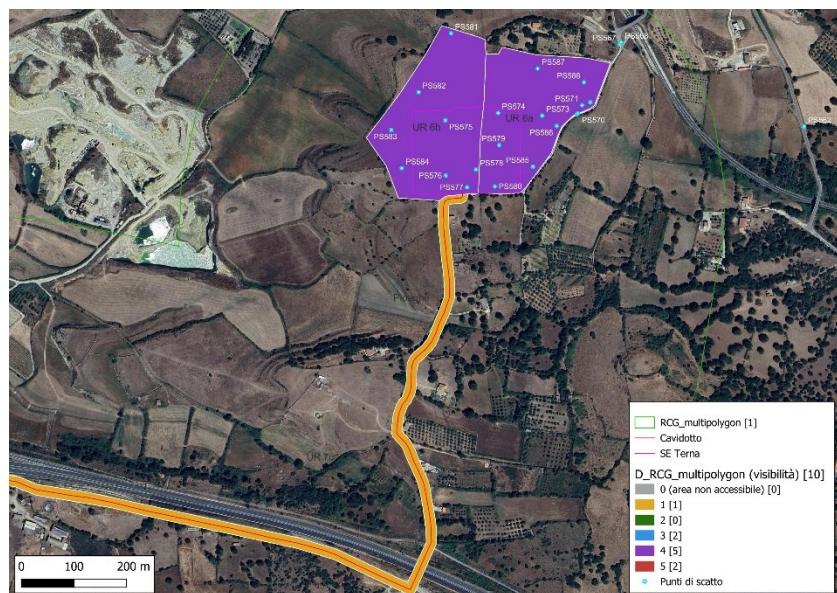 PS581
PS567
PS568
PS587
PS582
PS588
PS574
PS573
PS571
PS570
UR 6b
PS575
UR 6a
PS586
PS562
PS583
PS579
PS584
PS576
PS578
PS585
PS577
PS580
RCG_multipolygon [1]
Cavidotto
SE Terna
D_RCG_multipolygon (visibilità) [10]
0 (area non accessibile) [0]
1 [1]
2 [0]
3 [2]
4 [5]
5 [2]
Punti di scatto
0 100 200 m